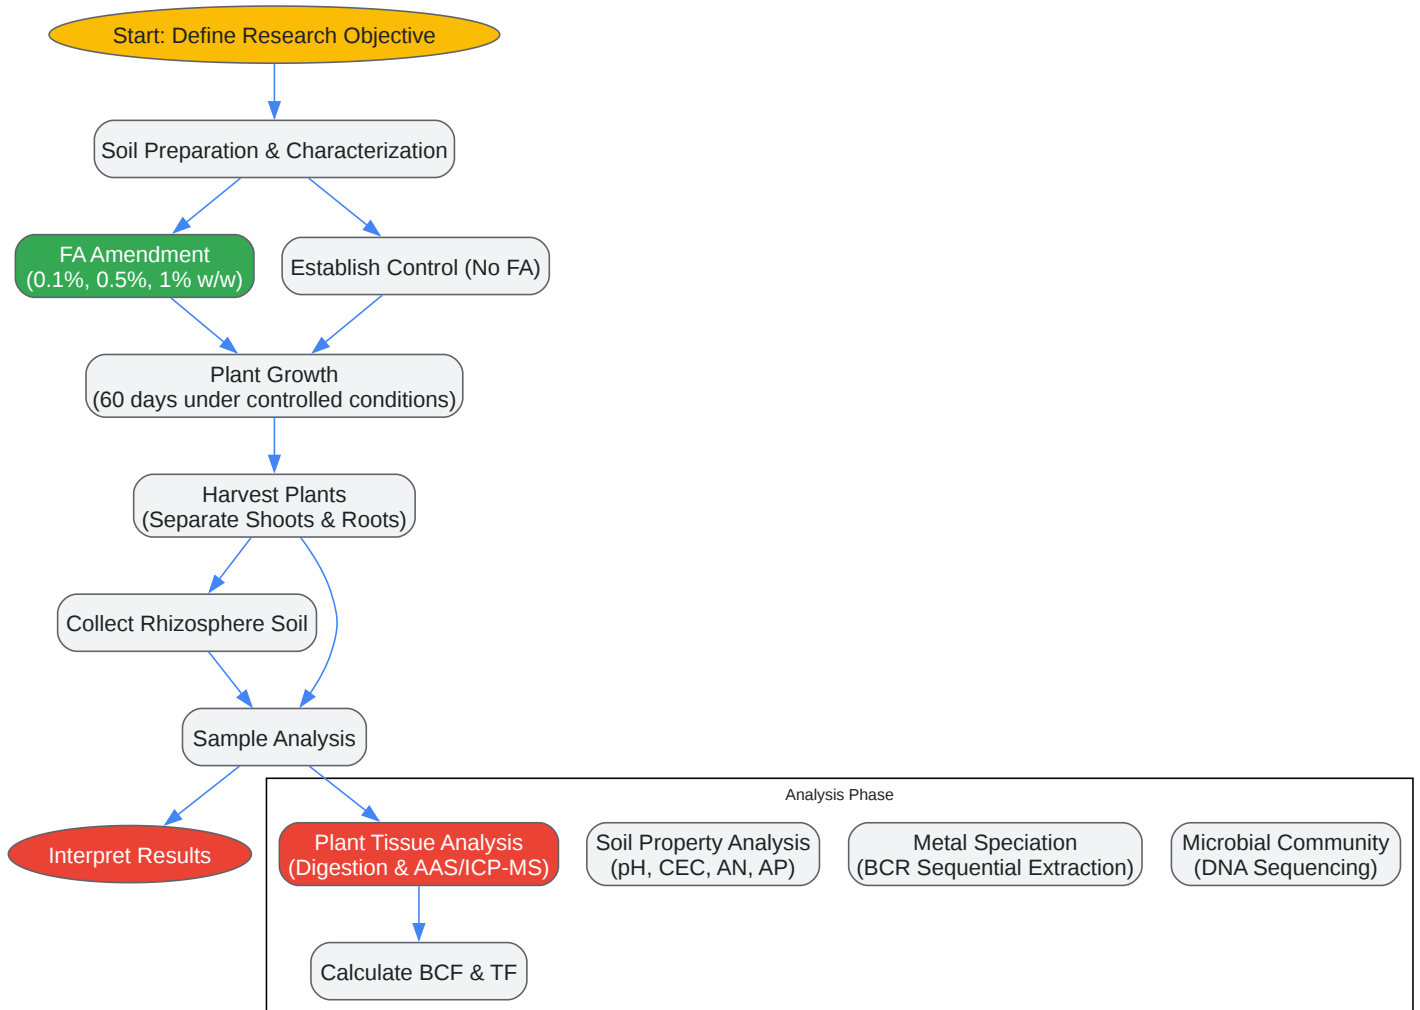 Start: Define Research Objective
Soil Preparation & Characterization
FA Amendment
(0.1%, 0.5%, 1% w/w)
Establish Control (No FA)
Plant Growth
(60 days under controlled conditions)
Harvest Plants
(Separate Shoots & Roots)
Collect Rhizosphere Soil
Sample Analysis
Interpret Results
Analysis Phase
Plant Tissue Analysis
(Digestion & AAS/ICP-MS)
Soil Property Analysis
(pH, CEC, AN, AP)
Metal Speciation
(BCR Sequential Extraction)
Microbial Community
(DNA Sequencing)
Calculate BCF & TF